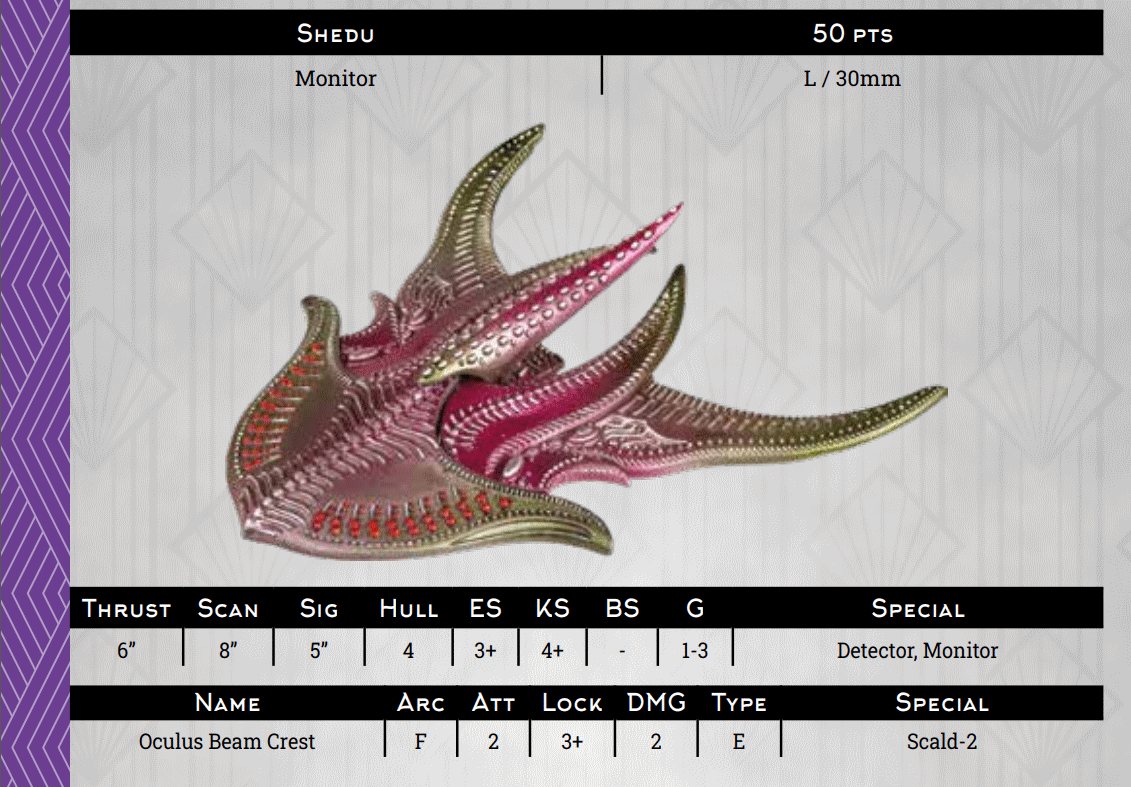 Shedu 50 pts
Monitor L / 30mm
Thrust Scan Sig Hull ES KS BS G Special
6” 8” 5” 4 3+ 4+ - 1-3 Detector, Monitor
Name Arc Att Lock DMG Type Special
Oculus Beam Crest F 2 3+ 2 E Scald-2